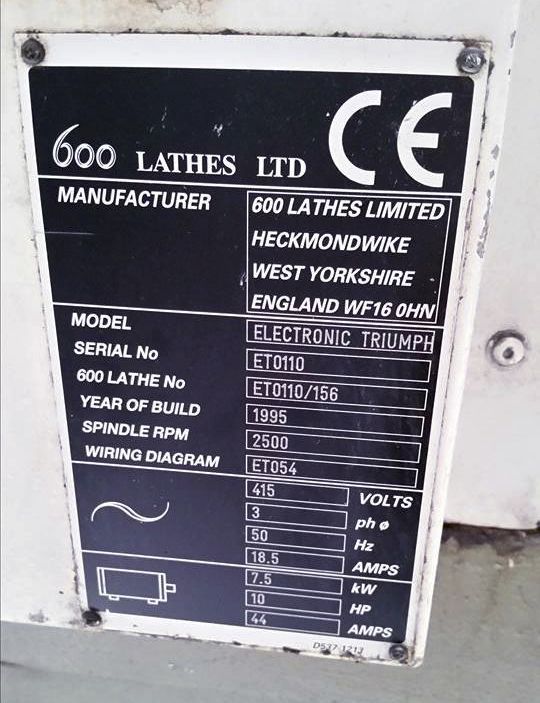 600 LATHES LTD CE
MANUFACTURER 600 LATHES LIMITED
HECKMONDWIKE
WEST YORKSHIRE
ENGLAND WF16 0HN
MODEL ELECTRONIC TRIUMPH
SERIAL No ET0110
600 LATHE No ET0110/156
YEAR OF BUILD 1995
SPINDLE RPM 2500
WIRING DIAGRAM ET054
415 VOLTS
3 ph ø
50 Hz
18.5 AMPS
7.5 kW
10 HP
44 AMPS
D537 1213